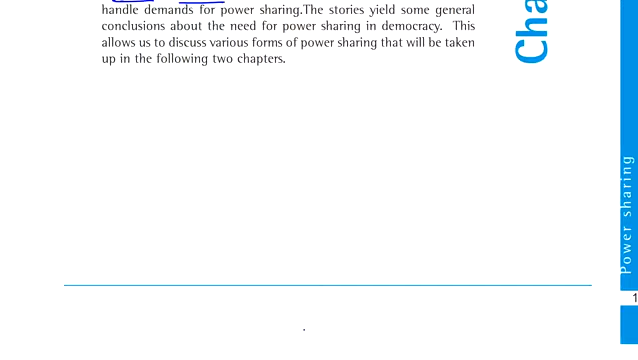 handle demands for power sharing.The stories yield some general
conclusions about the need for power sharing in democracy. This
allows us to discuss various forms of power sharing that will be taken
up in the following two chapters.
Cha
Power sharing
1